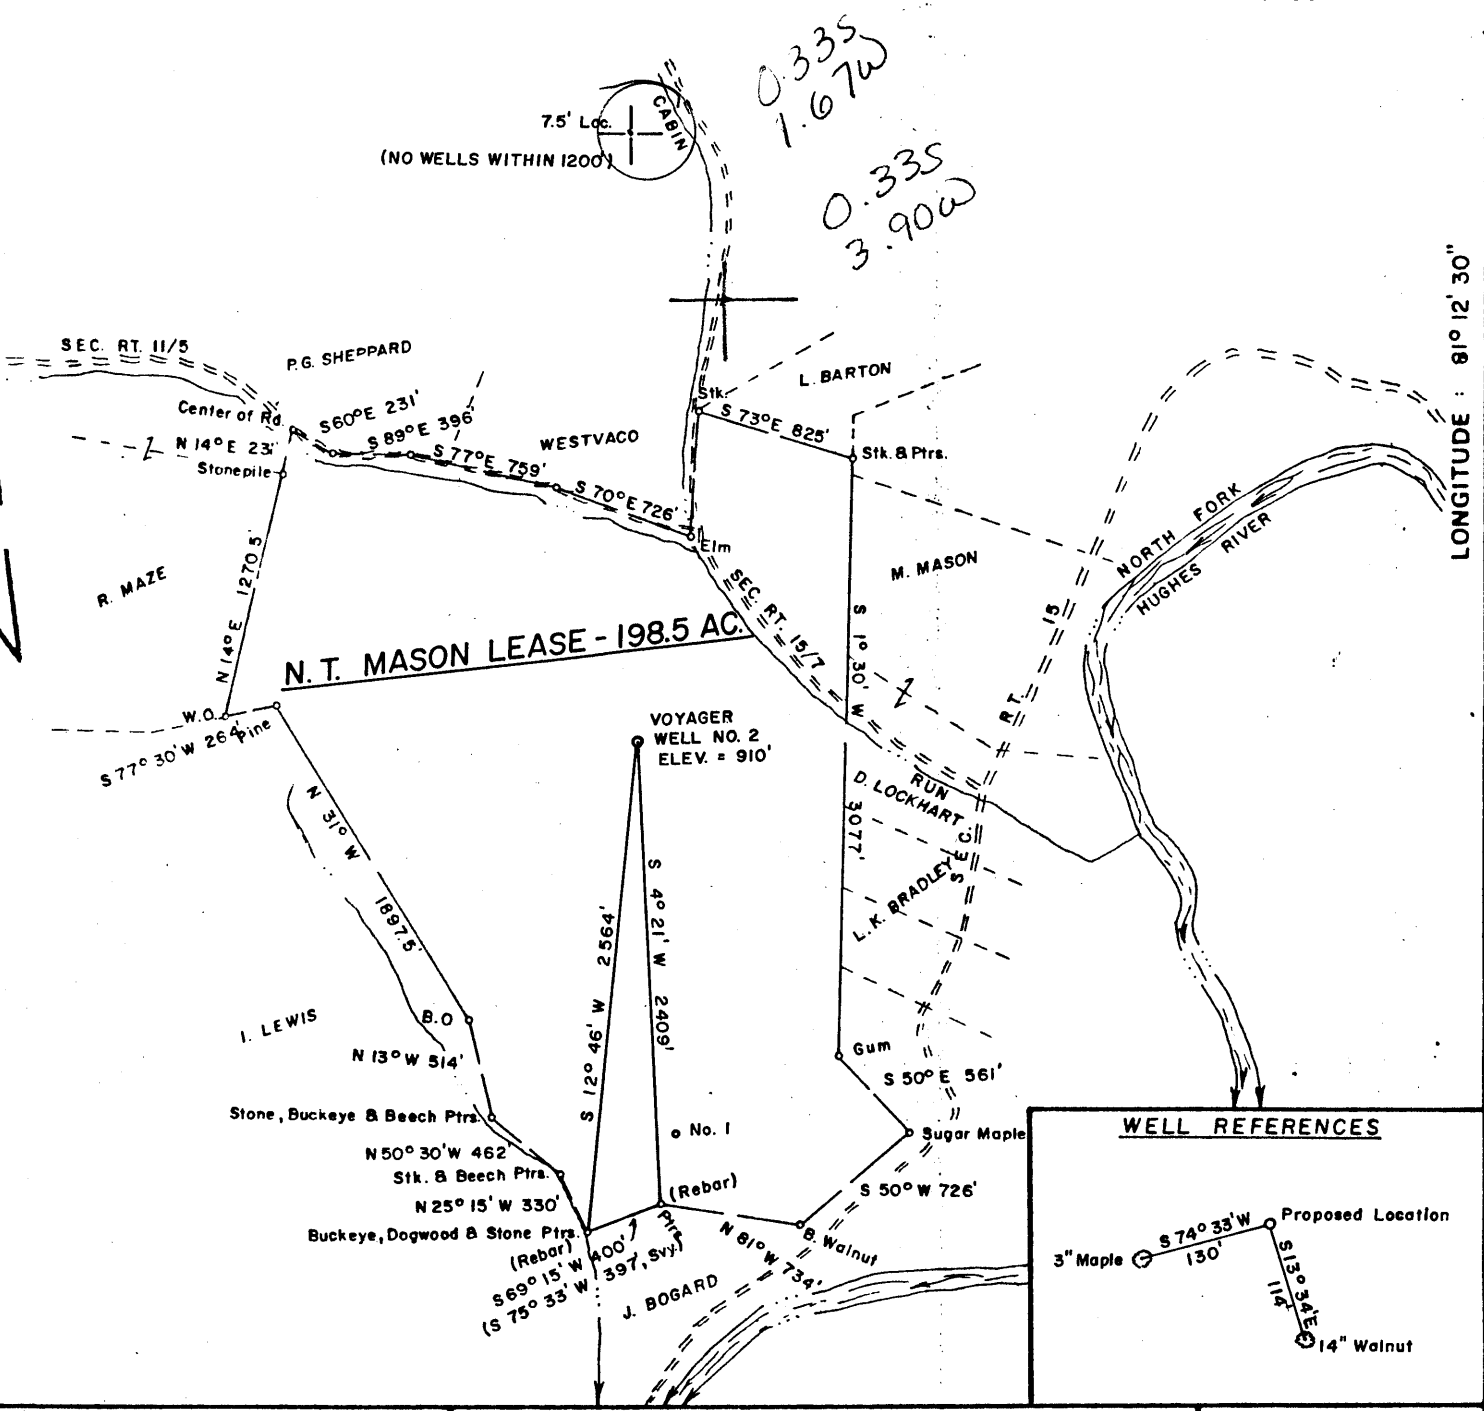 0.33S
1.67W
0.33S
3.90W
7.5' Loc.
(NO WELLS WITHIN 1200')
CABIN
LONGITUDE : 81° 12' 30"
SEC. RT. 11/5
P.G. SHEPPARD
Center of Rd.
S60°E 231'
S 89°E 396'
N 14°E 23'
Stonepile
S 77°E 759'
WESTVACO
S 70°E 726'
Elm
Stk.
S 73°E 825'
L. BARTON
Stk. & Ptrs.
M. MASON
NORTH FORK
HUGHES RIVER
R. MAZE
N 14°E 1270.5
N. T. MASON LEASE - 198.5 AC.
SEC. RT. 15/7
S 1° 30' W
3077'
SEC. RT. 15
W.O.
Pine
S 77° 30' W 264'
VOYAGER
WELL NO. 2
ELEV. = 910'
RUN
D. LOCKHART
L. K. BRADLEY
N 31° W 1897.5'
S 12° 46' W 2564'
S 4° 21' W 2409'
I. LEWIS
B.O
N 13° W 514'
Gum
S 50° E 561'
Stone, Buckeye & Beech Ptrs.
N 50° 30' W 462'
Stk. & Beech Ptrs.
N 25° 15' W 330'
Buckeye, Dogwood & Stone Ptrs.
(Rebar)
S 69° 15' W 400'
(S 75° 33' W 397', Svy.)
No. 1
(Rebar)
Ptrs.
Sugar Maple
S 50° W 726'
B. Walnut
N 81° W 734'
J. BOGARD
WELL REFERENCES
Proposed Location
S 74° 33' W
130'
3" Maple
S 13° 34' E
114'
14" Walnut